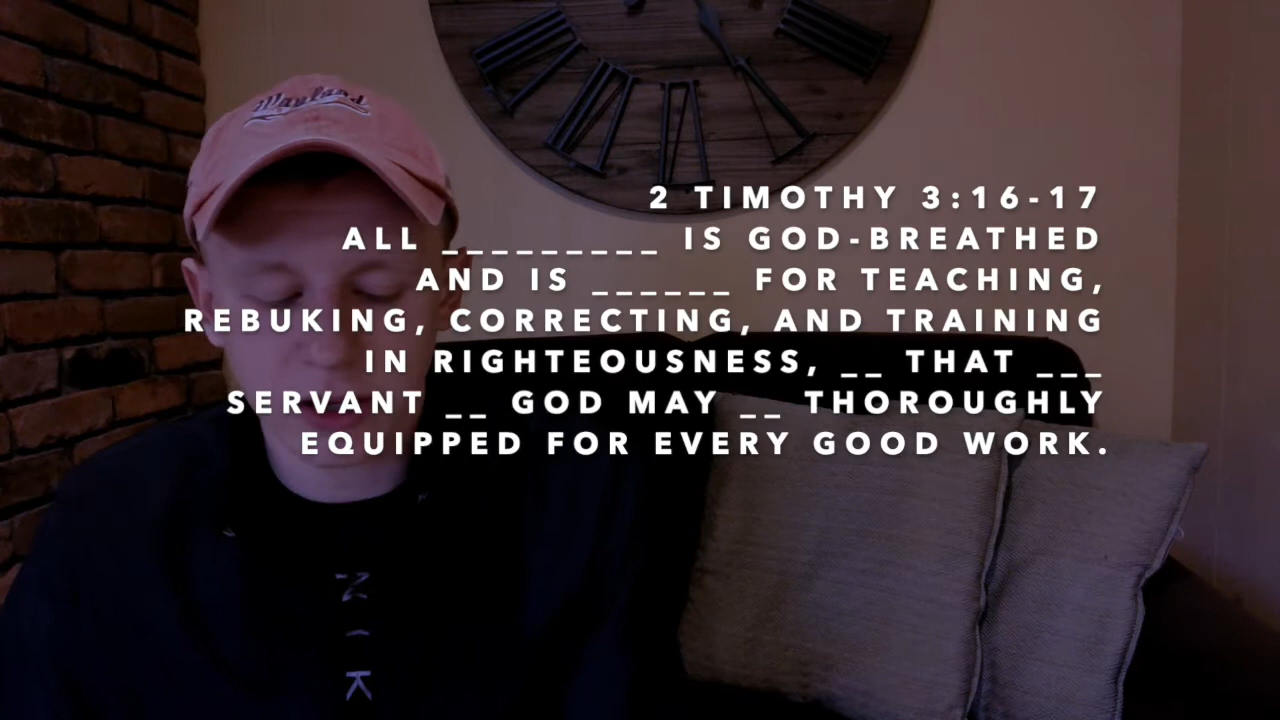 Wayland
2 TIMOTHY 3:16-17
ALL _________ IS GOD-BREATHED
AND IS ______ FOR TEACHING,
REBUKING, CORRECTING, AND TRAINING
IN RIGHTEOUSNESS, __ THAT ___
SERVANT __ GOD MAY __ THOROUGHLY
EQUIPPED FOR EVERY GOOD WORK.